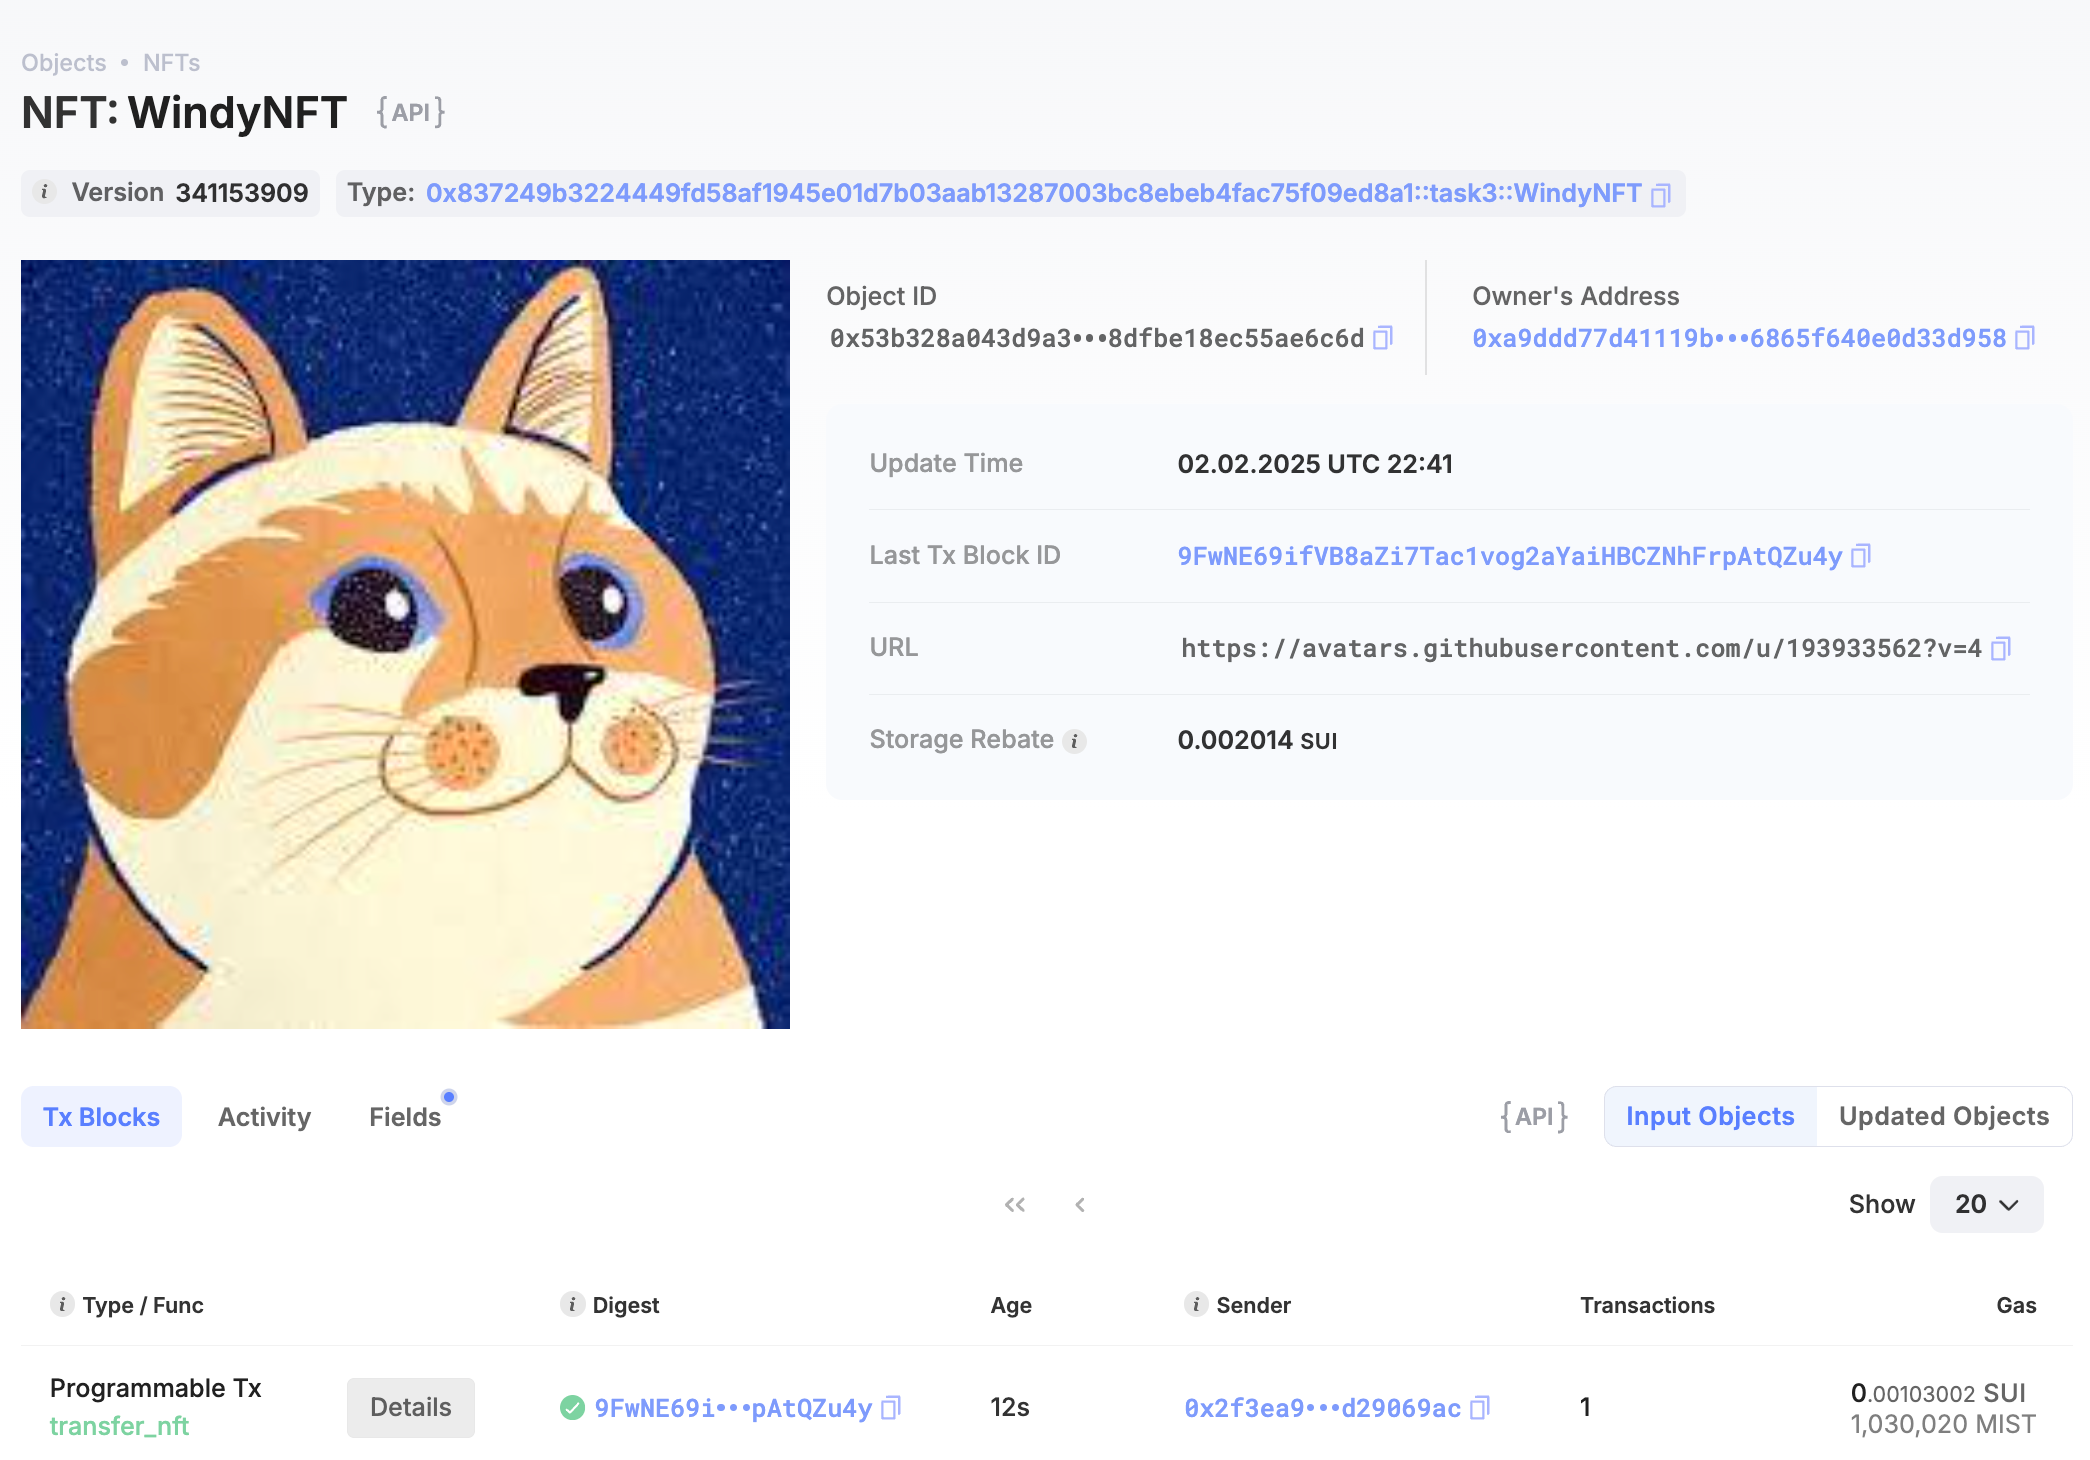 Objects • NFTs
NFT: WindyNFT {API}
i Version 341153909 Type: 0x837249b3224449fd58af1945e01d7b03aab13287003bc8ebeb4fac75f09ed8a1::task3::WindyNFT
Object ID
0x53b328a043d9a3•••8dfbe18ec55ae6c6d
Owner's Address
0xa9ddd77d41119b•••6865f640e0d33d958
Update Time 02.02.2025 UTC 22:41
Last Tx Block ID 9FwNE69ifVB8aZi7Tac1vog2aYaiHBCZNhFrpAtQZu4y
URL https://avatars.githubusercontent.com/u/193933562?v=4
Storage Rebate i 0.002014 SUI
Tx Blocks Activity Fields {API} Input Objects Updated Objects
Show 20
i Type / Func i Digest Age i Sender Transactions Gas
Programmable Tx
transfer_nft
Details
9FwNE69i•••pAtQZu4y
12s
0x2f3ea9•••d29069ac
1
0.00103002 SUI
1,030,020 MIST